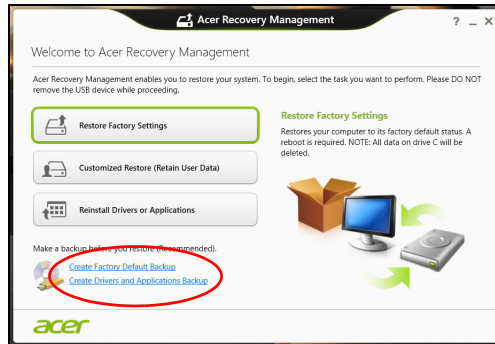 Acer Recovery Management
? _ X
Welcome to Acer Recovery Management
Acer Recovery Management enables you to restore your system. To begin, select the task you want to perform. Please DO NOT
remove the USB device while proceeding.
Restore Factory Settings
Customized Restore (Retain User Data)
Reinstall Drivers or Applications
Restore Factory Settings
Restores your computer to its factory default status. A
reboot is required. NOTE: All data on drive C will be
deleted.
Make a backup before you restore (Recommended).
Create Factory Default Backup
Create Drivers and Applications Backup
acer